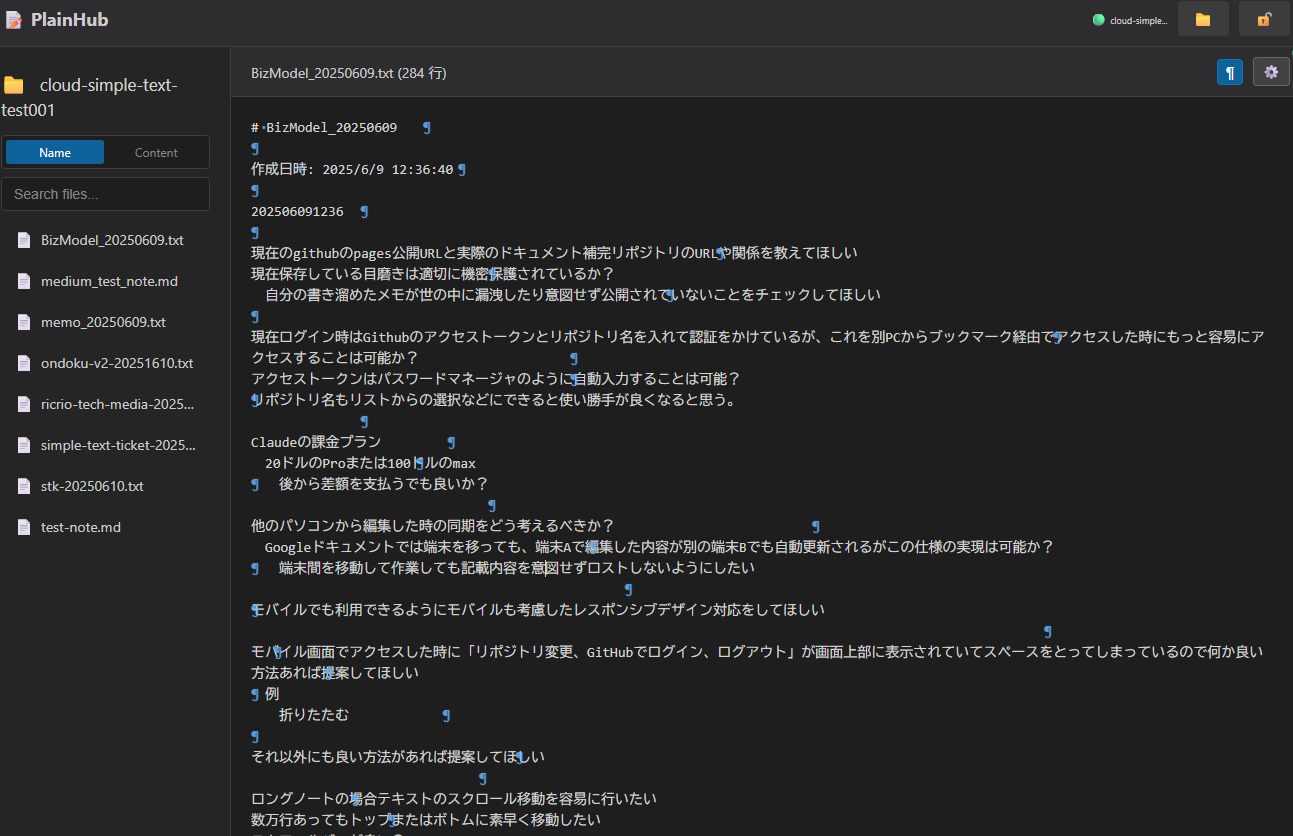 PlainHub
cloud-simple...
cloud-simple-text-
test001
Name
Content
Search files...
BizModel_20250609.txt
medium_test_note.md
memo_20250609.txt
ondoku-v2-20251610.txt
ricrio-tech-media-2025...
simple-text-ticket-2025...
stk-20250610.txt
test-note.md
BizModel_20250609.txt (284 行)
¶
# BizModel_20250609 ¶
¶
作成日時: 2025/6/9 12:36:40 ¶
¶
202506091236 ¶
¶
現在のgithubのpages公開URLと実際のドキュメント補完リポジトリのURLや関係を教えてほしい
現在保存している目磨きは適切に機密保護されているか？
自分の書き溜めたメモが世の中に漏洩したり意図せず公開されていないことをチェックしてほしい
¶
現在ログイン時はGithubのアクセストークンとリポジトリ名を入れて認証をかけているが、これを別PCからブックマーク経由でアクセスした時にもっと容易にア
クセスすることは可能か？ ¶
アクセストークンはパスワードマネージャのように自動入力することは可能？
リポジトリ名もリストからの選択などにできると使い勝手が良くなると思う。
¶
Claudeの課金プラン ¶
20ドルのProまたは100ドルのmax
¶ 後から差額を支払うでも良いか？
¶
他のパソコンから編集した時の同期をどう考えるべきか？ ¶
Googleドキュメントでは端末を移っても、端末Aで編集した内容が別の端末Bでも自動更新されるがこの仕様の実現は可能か？
¶ 端末間を移動して作業しても記載内容を意図せずロストしないようにしたい
¶
モバイルでも利用できるようにモバイルも考慮したレスポンシブデザイン対応をしてほしい
¶
モバイル画面でアクセスした時に「リポジトリ変更、GitHubでログイン、ログアウト」が画面上部に表示されていてスペースをとってしまっているので何か良い
方法あれば提案してほしい
¶ 例
折りたたむ ¶
¶
それ以外にも良い方法があれば提案してほしい
¶
ロングノートの場合テキストのスクロール移動を容易に行いたい
数万行あってもトップまたはボトムに素早く移動したい